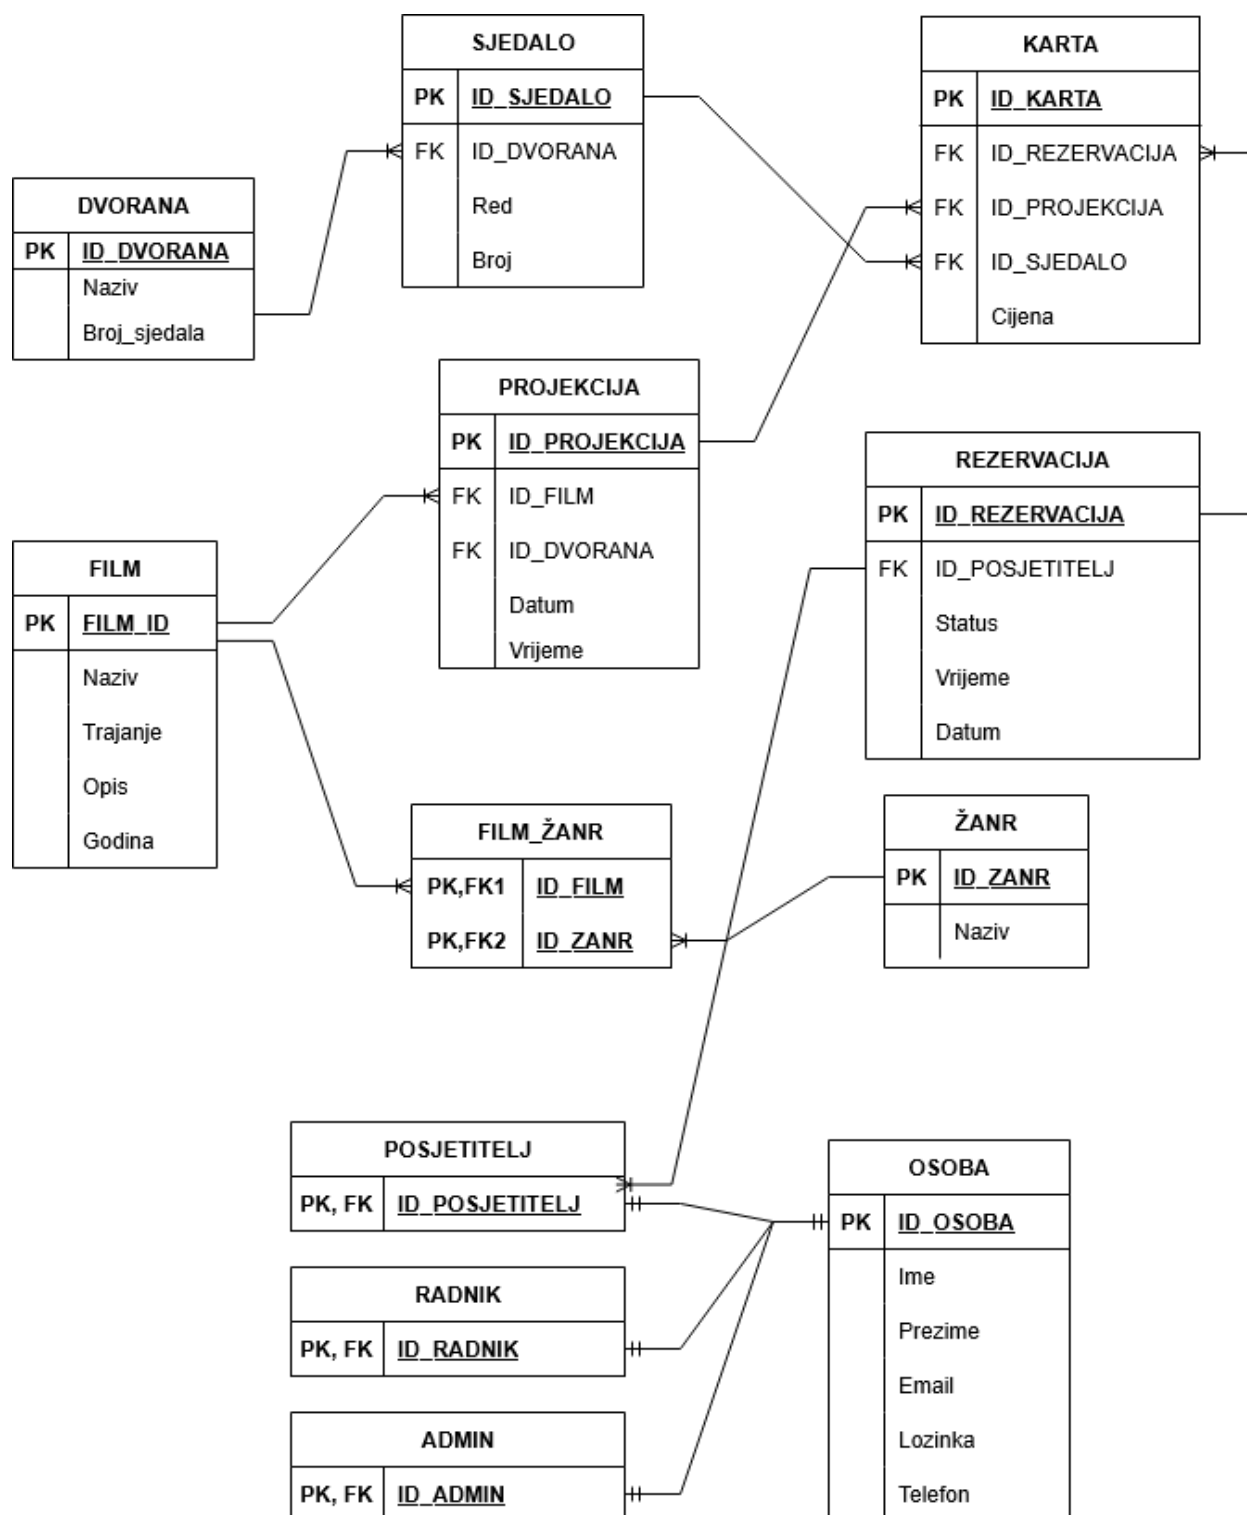 SJEDALO
PK ID_SJEDALO
FK ID_DVORANA
Red
Broj
KARTA
PK ID_KARTA
FK ID_REZERVACIJA
FK ID_PROJEKCIJA
FK ID_SJEDALO
Cijena
DVORANA
PK ID_DVORANA
Naziv
Broj_sjedala
PROJEKCIJA
PK ID_PROJEKCIJA
FK ID_FILM
FK ID_DVORANA
Datum
Vrijeme
REZERVACIJA
PK ID_REZERVACIJA
FK ID_POSJETITELJ
Status
Vrijeme
Datum
FILM
PK FILM_ID
Naziv
Trajanje
Opis
Godina
FILM_ŽANR
PK,FK1 ID_FILM
PK,FK2 ID_ZANR
ŽANR
PK ID_ZANR
Naziv
POSJETITELJ
PK, FK ID_POSJETITELJ
OSOBA
PK ID_OSOBA
Ime
Prezime
Email
Lozinka
Telefon
RADNIK
PK, FK ID_RADNIK
ADMIN
PK, FK ID_ADMIN